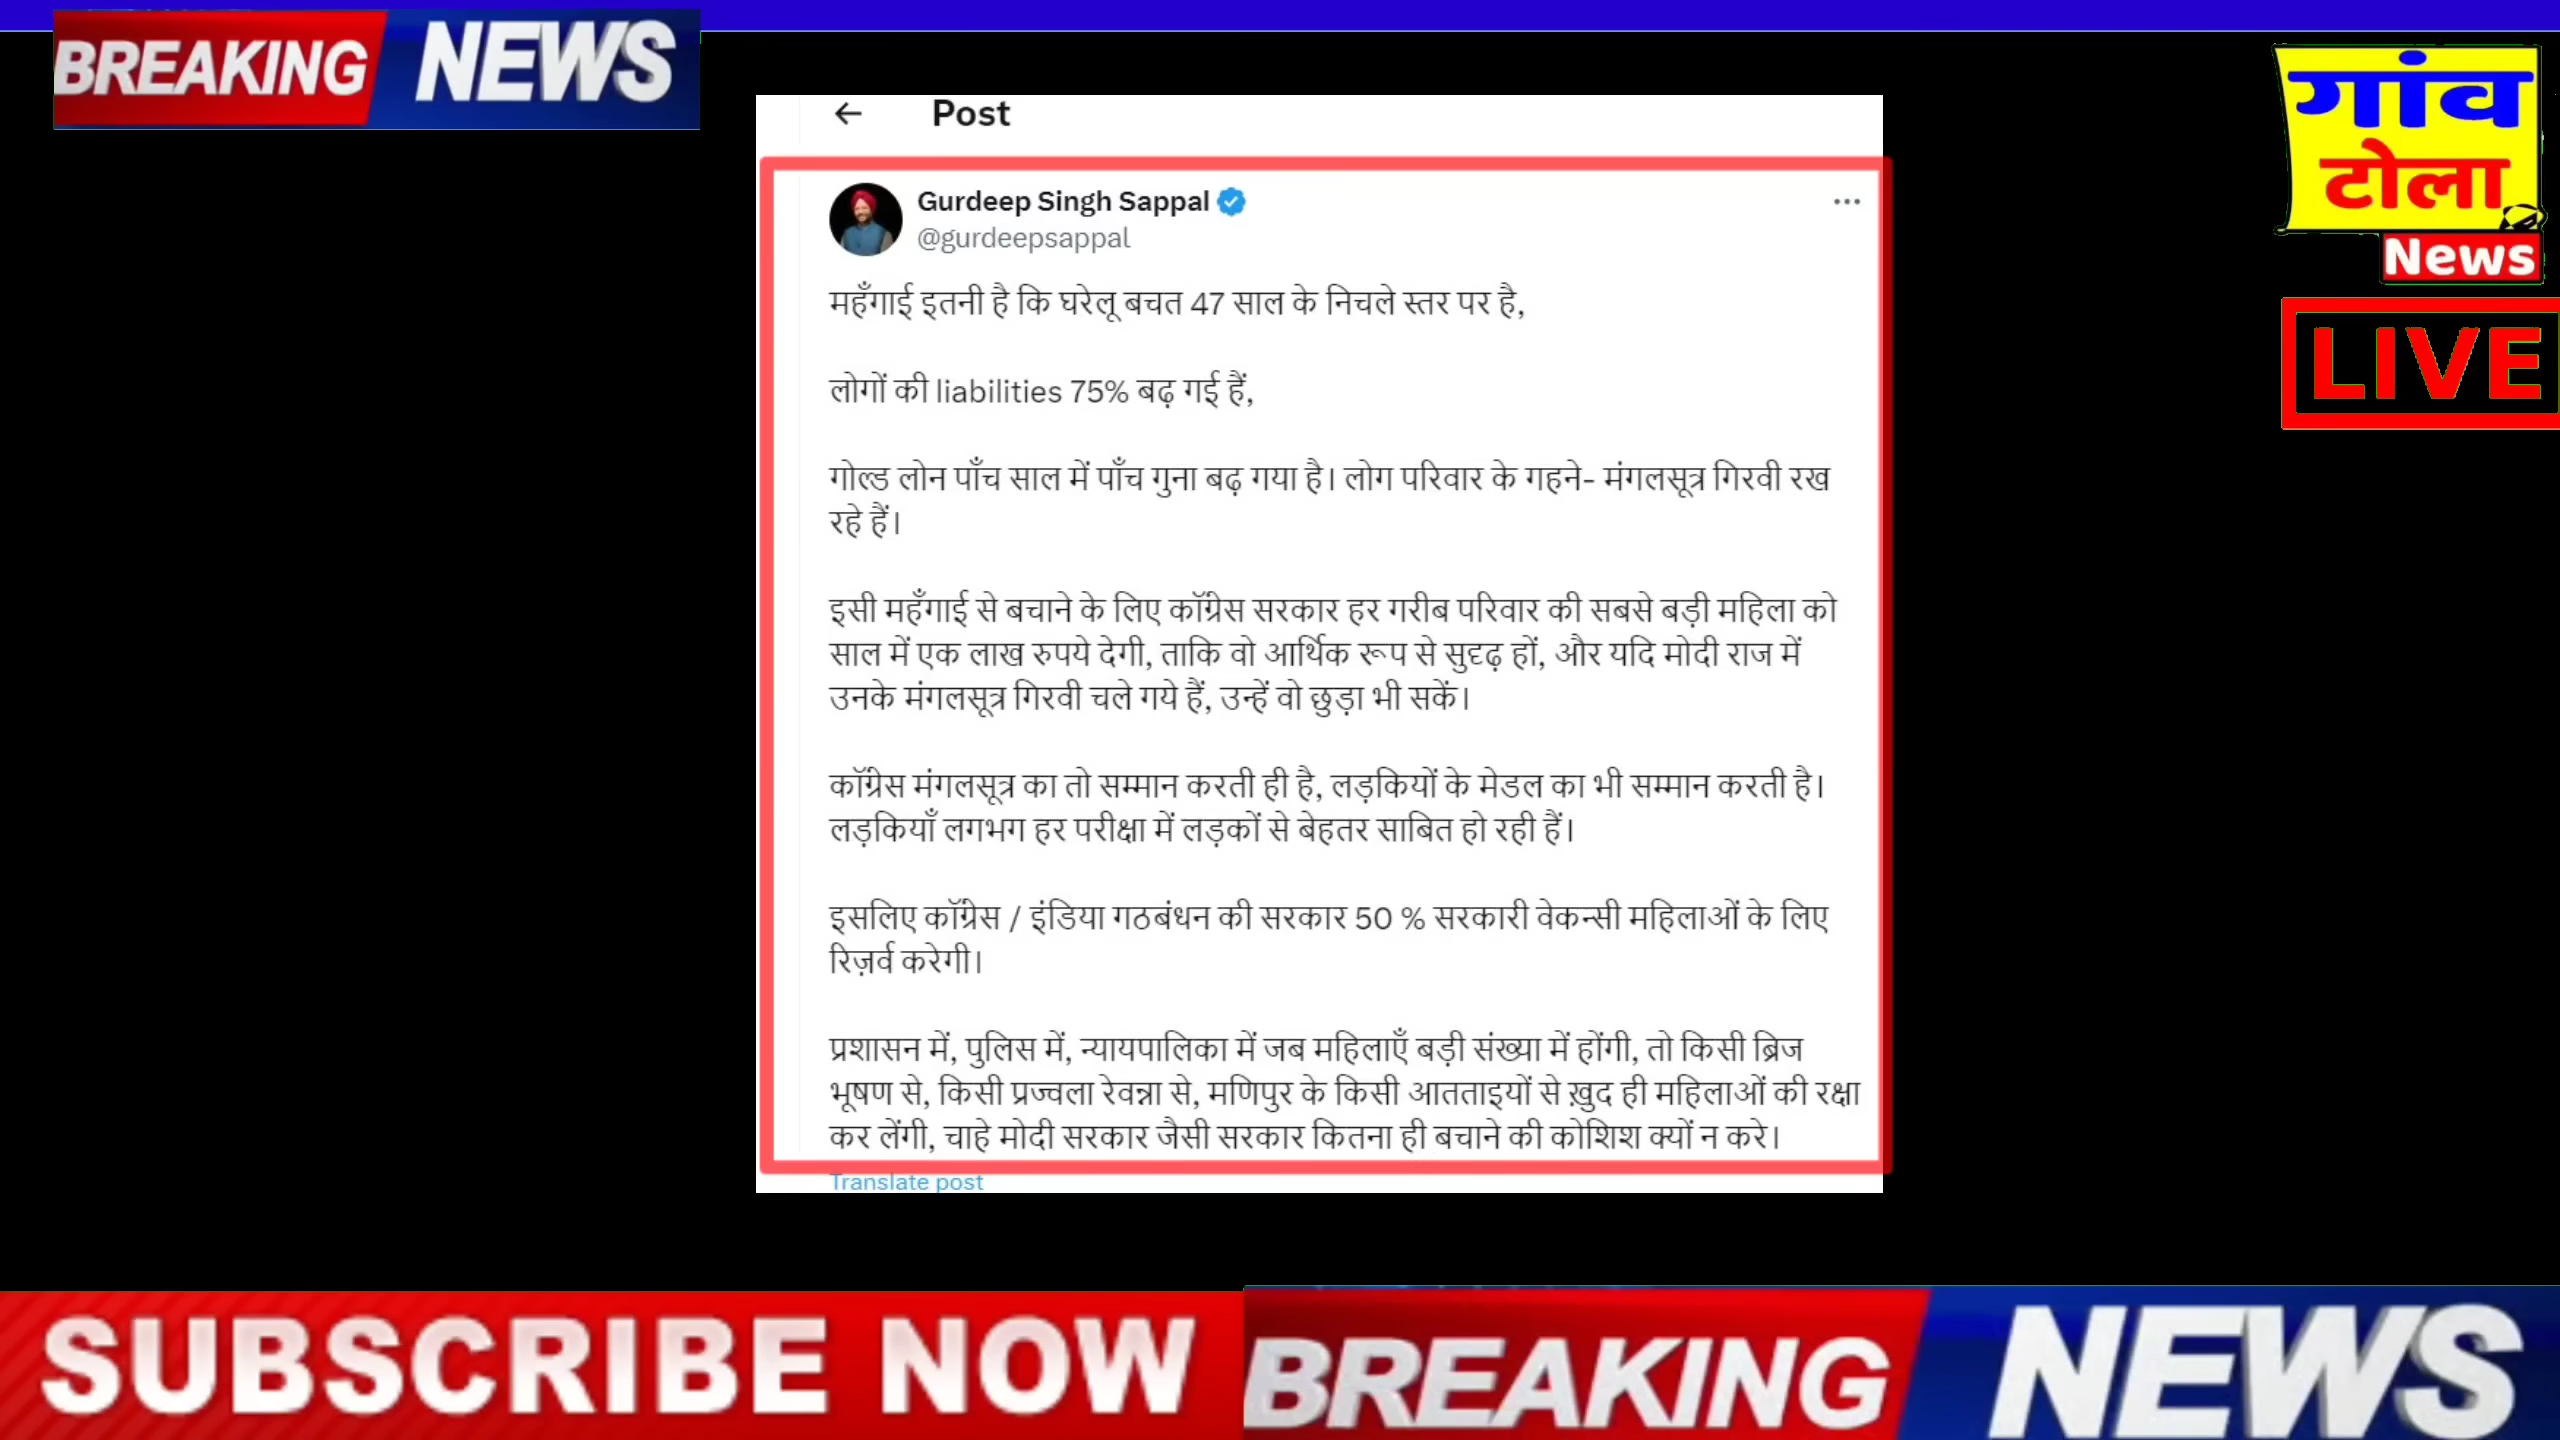 BREAKING NEWS
गांव
टोला
News
LIVE
Post
Gurdeep Singh Sappal
@gurdeepsappal
महँगाई इतनी है कि घरेलू बचत 47 साल के निचले स्तर पर है,
लोगों की liabilities 75% बढ़ गई हैं,
गोल्ड लोन पाँच साल में पाँच गुना बढ़ गया है। लोग परिवार के गहने- मंगलसूत्र गिरवी रख
रहे हैं।
इसी महँगाई से बचाने के लिए कॉंग्रेस सरकार हर गरीब परिवार की सबसे बड़ी महिला को
साल में एक लाख रुपये देगी, ताकि वो आर्थिक रूप से सुदृढ़ हों, और यदि मोदी राज में
उनके मंगलसूत्र गिरवी चले गये हैं, उन्हें वो छुड़ा भी सकें।
कॉंग्रेस मंगलसूत्र का तो सम्मान करती ही है, लड़कियों के मेडल का भी सम्मान करती है।
लड़कियाँ लगभग हर परीक्षा में लड़कों से बेहतर साबित हो रही हैं।
इसलिए कॉंग्रेस / इंडिया गठबंधन की सरकार 50 % सरकारी वेकन्सी महिलाओं के लिए
रिज़र्व करेगी।
प्रशासन में, पुलिस में, न्यायपालिका में जब महिलाएँ बड़ी संख्या में होंगी, तो किसी ब्रिज
भूषण से, किसी प्रज्वला रेवन्ना से, मणिपुर के किसी आतताइयों से ख़ुद ही महिलाओं की रक्षा
कर लेंगी, चाहे मोदी सरकार जैसी सरकार कितना ही बचाने की कोशिश क्यों न करे।
Translate post
SUBSCRIBE NOW BREAKING NEWS